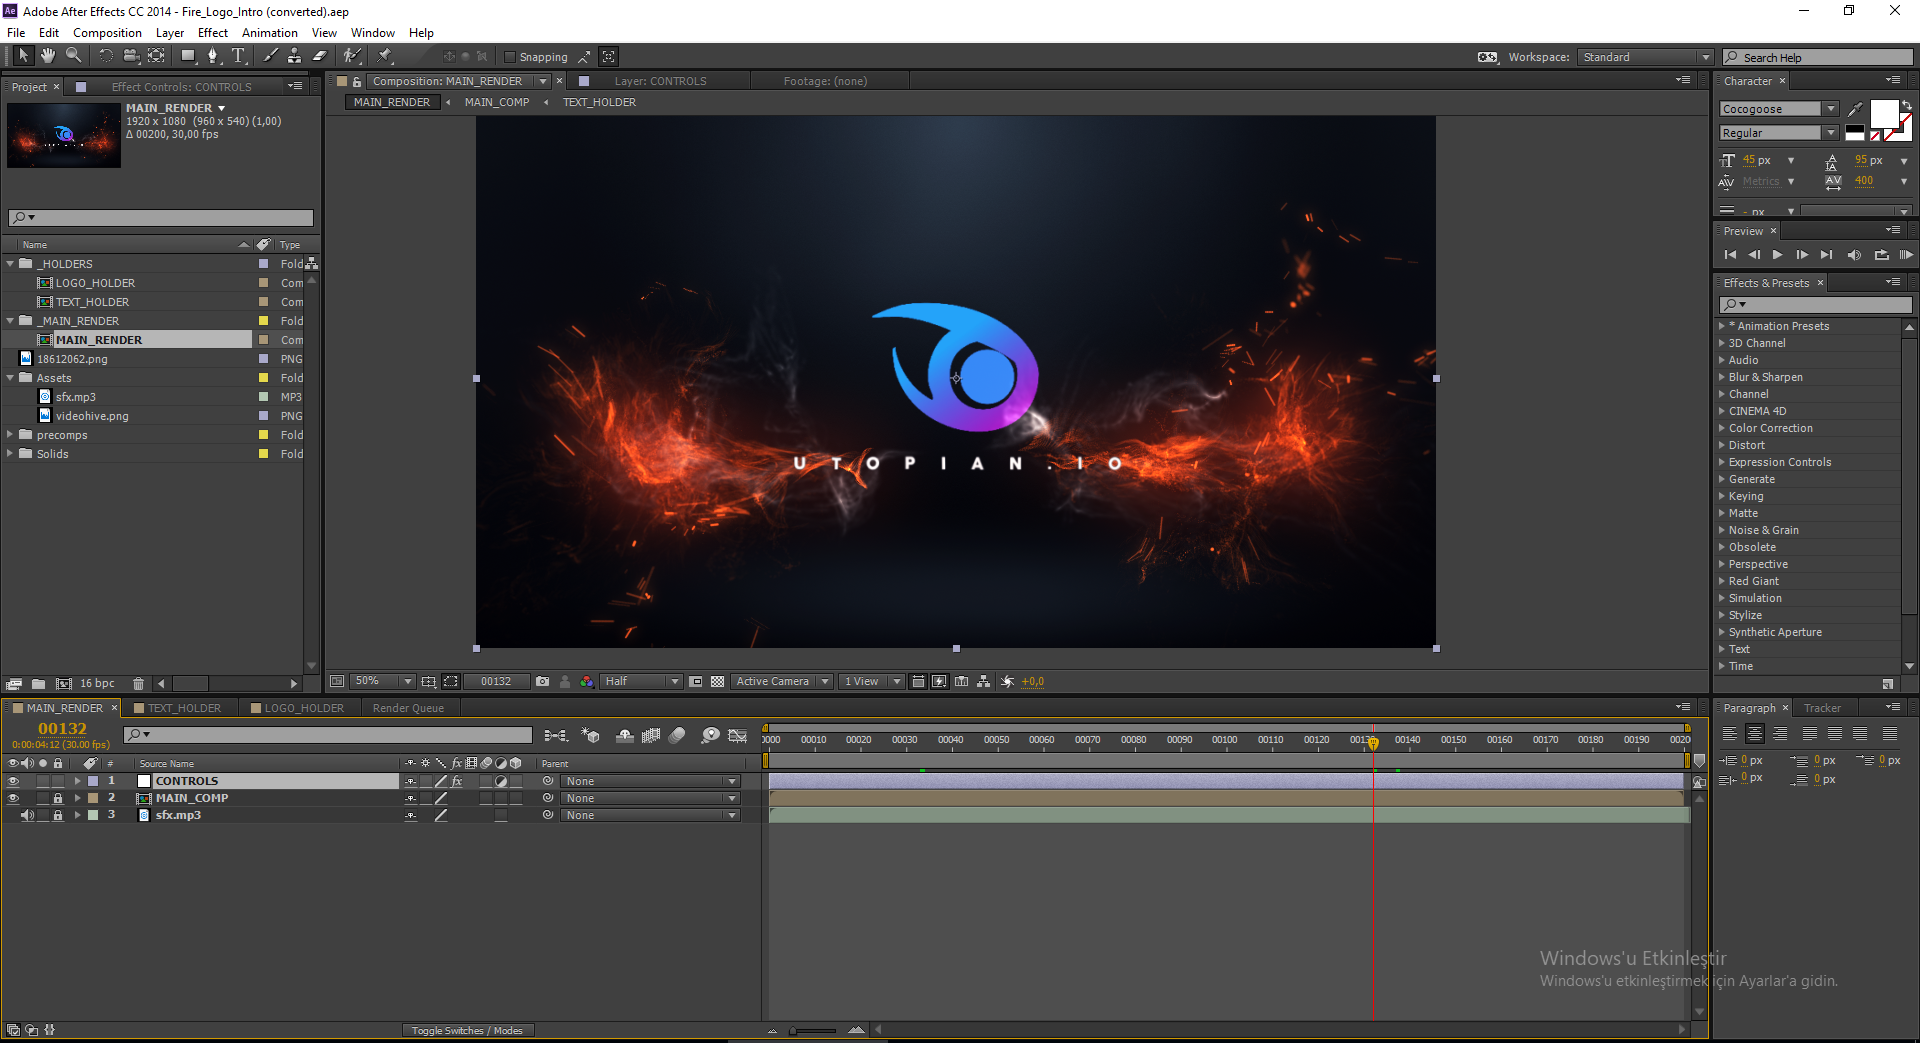 Adobe After Effects CC 2014 - Fire_Logo_Intro (converted).aep
File Edit Composition Layer Effect Animation View Window Help
Snapping
Workspace: Standard
Search Help
Project
Effect Controls: CONTROLS
MAIN_RENDER
1920 x 1080 (960 x 540) (1,00)
Δ 00200, 30,00 fps
Name Type
_HOLDERS Fold
LOGO_HOLDER Com
TEXT_HOLDER Com
_MAIN_RENDER Fold
MAIN_RENDER Com
18612062.png PNG
Assets Fold
sfx.mp3 MP3
videohive.png PNG
precomps Fold
Solids Fold
16 bpc
Composition: MAIN_RENDER
Layer: CONTROLS
Footage: (none)
MAIN_RENDER MAIN_COMP TEXT_HOLDER
UTOPIAN.IO
50% 00132 Half Active Camera 1 View +0,0
Character
Cocogoose
Regular
45 px 95 px
Metrics 400
- px
Preview
Effects & Presets
* Animation Presets
3D Channel
Audio
Blur & Sharpen
Channel
CINEMA 4D
Color Correction
Distort
Expression Controls
Generate
Keying
Matte
Noise & Grain
Obsolete
Perspective
Red Giant
Simulation
Stylize
Synthetic Aperture
Text
Time
MAIN_RENDER TEXT_HOLDER LOGO_HOLDER Render Queue
00132
0:00:04:12 (30.00 fps)
0000 00010 00020 00030 00040 00050 00060 00070 00080 00090 00100 00110 00120 0013 00140 00150 00160 00170 00180 00190 0020
# Source Name fx Parent
1 CONTROLS fx None
2 MAIN_COMP None
3 sfx.mp3 None
Toggle Switches / Modes
Paragraph Tracker
0 px 0 px 0 px
0 px 0 px
Windows'u Etkinleştir
Windows'u etkinleştirmek için Ayarlar'a gidin.